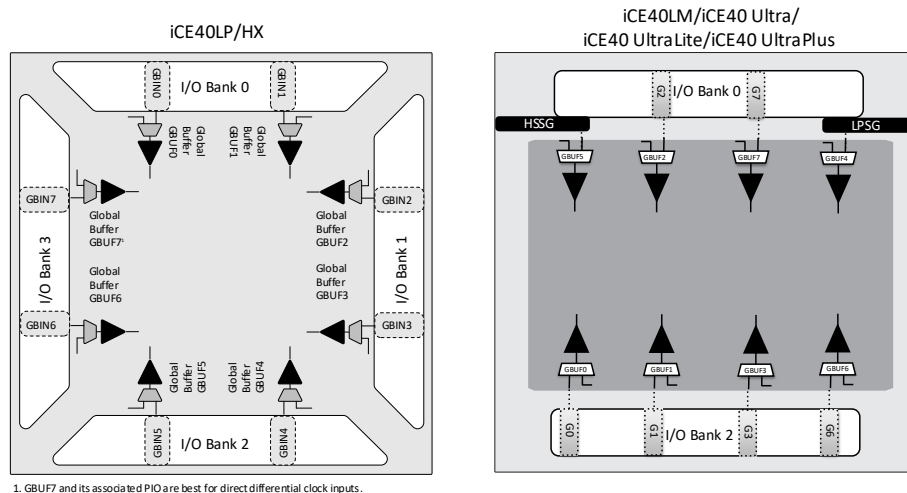 iCE40LP/HX
GBIN0
GBIN1
I/O Bank 0
Global
Buffer
GBUF0
Global
Buffer
GBUF1
GBIN7
GBIN2
Global
Buffer
GBUF7¹
Global
Buffer
GBUF2
I/O Bank 3
I/O Bank 1
Global
Buffer
GBUF6
Global
Buffer
GBUF3
GBIN6
GBIN3
Global
Buffer
GBUF5
Global
Buffer
GBUF4
GBIN5
GBIN4
I/O Bank 2
1. GBUF7 and its associated PIO are best for direct differential clock inputs.
iCE40LM/iCE40 Ultra/
iCE40 UltraLite/iCE40 UltraPlus
G2
I/O Bank 0
G7
HSSG
LPSG
GBUF5
GBUF2
GBUF7
GBUF4
GBUF0
GBUF1
GBUF3
GBUF6
G0
G1
I/O Bank 2
G3
G6